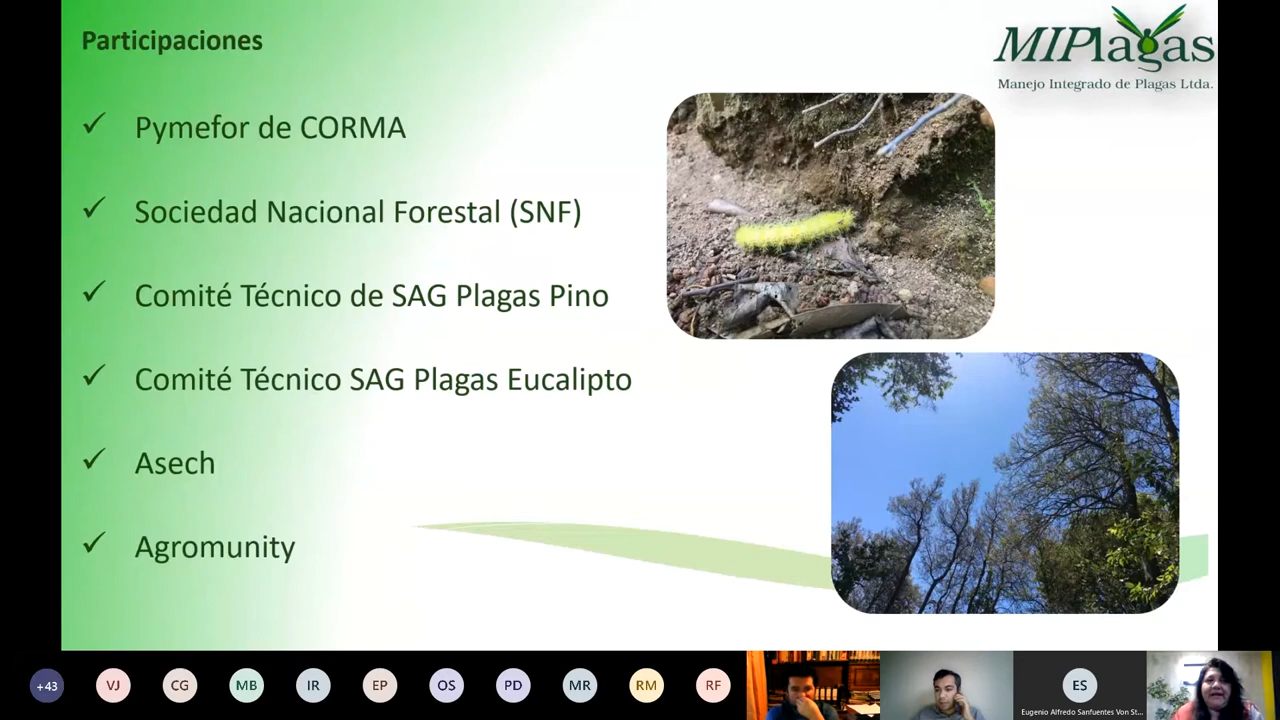 Participaciones
MIPlagas
Manejo Integrado de Plagas Ltda.
✓ Pymefor de CORMA
✓ Sociedad Nacional Forestal (SNF)
✓ Comité Técnico de SAG Plagas Pino
✓ Comité Técnico SAG Plagas Eucalipto
✓ Asech
✓ Agromunity
+43
VJ
CG
MB
IR
EP
OS
PD
MR
RM
RF
ES
Eugenio Alfredo Sanfuentes Von St...